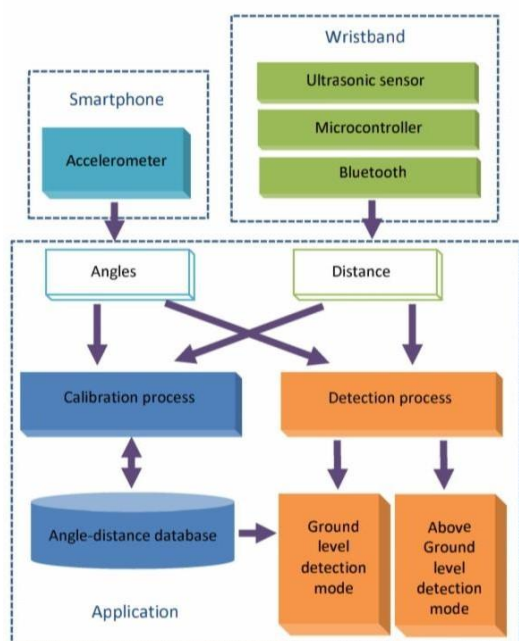 Wristband
Ultrasonic sensor
Microcontroller
Bluetooth
Smartphone
Accelerometer
Angles
Distance
Calibration process
Detection process
Angle-distance database
Ground
level
detection
mode
Above
Ground
level
detection
mode
Application